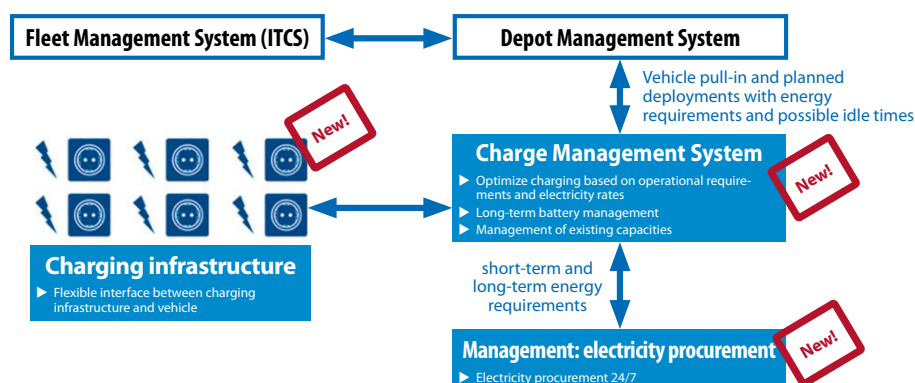 Fleet Management System (ITCS)
Depot Management System
Vehicle pull-in and planned
deployments with energy
requirements and possible idle times
New!
Charge Management System
▶ Optimize charging based on operational require-
ments and electricity rates
▶ Long-term battery management
▶ Management of existing capacities
New!
Charging infrastructure
▶ Flexible interface between charging
infrastructure and vehicle
short-term and
long-term energy
requirements
Management: electricity procurement
▶ Electricity procurement 24/7
New!